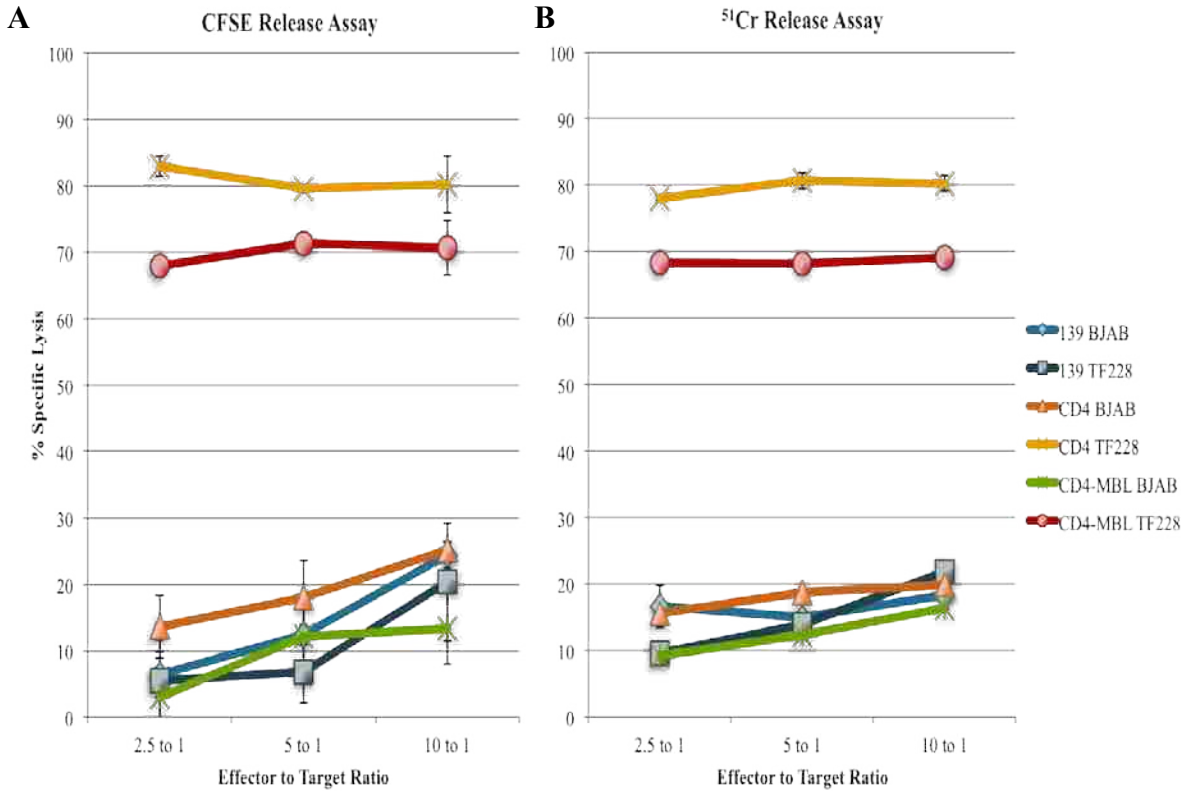 A
CFSE Release Assay
100
90
80
70
60
50
40
30
20
10
0
% Specific Lysis
2.5 to 1
5 to 1
10 to 1
Effector to Target Ratio
B
51Cr Release Assay
100
90
80
70
60
50
40
30
20
10
0
2.5 to 1
5 to 1
10 to 1
Effector to Target Ratio
139 BJAB
139 TF228
CD4 BJAB
CD4 TF228
CD4-MBL BJAB
CD4-MBL TF228